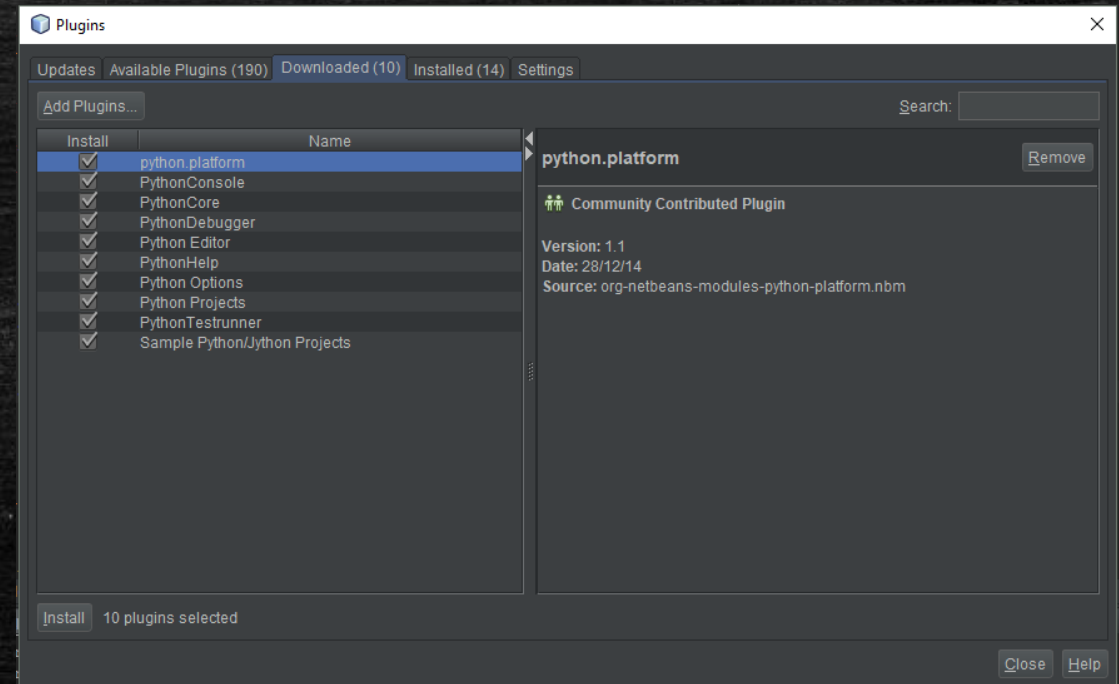 Plugins
Updates Available Plugins (190) Downloaded (10) Installed (14) Settings
Add Plugins... Search:
Install Name
python.platform
PythonConsole
PythonCore
PythonDebugger
Python Editor
PythonHelp
Python Options
Python Projects
PythonTestrunner
Sample Python/Jython Projects
python.platform Remove
Community Contributed Plugin
Version: 1.1
Date: 28/12/14
Source: org-netbeans-modules-python-platform.nbm
Install 10 plugins selected
Close Help